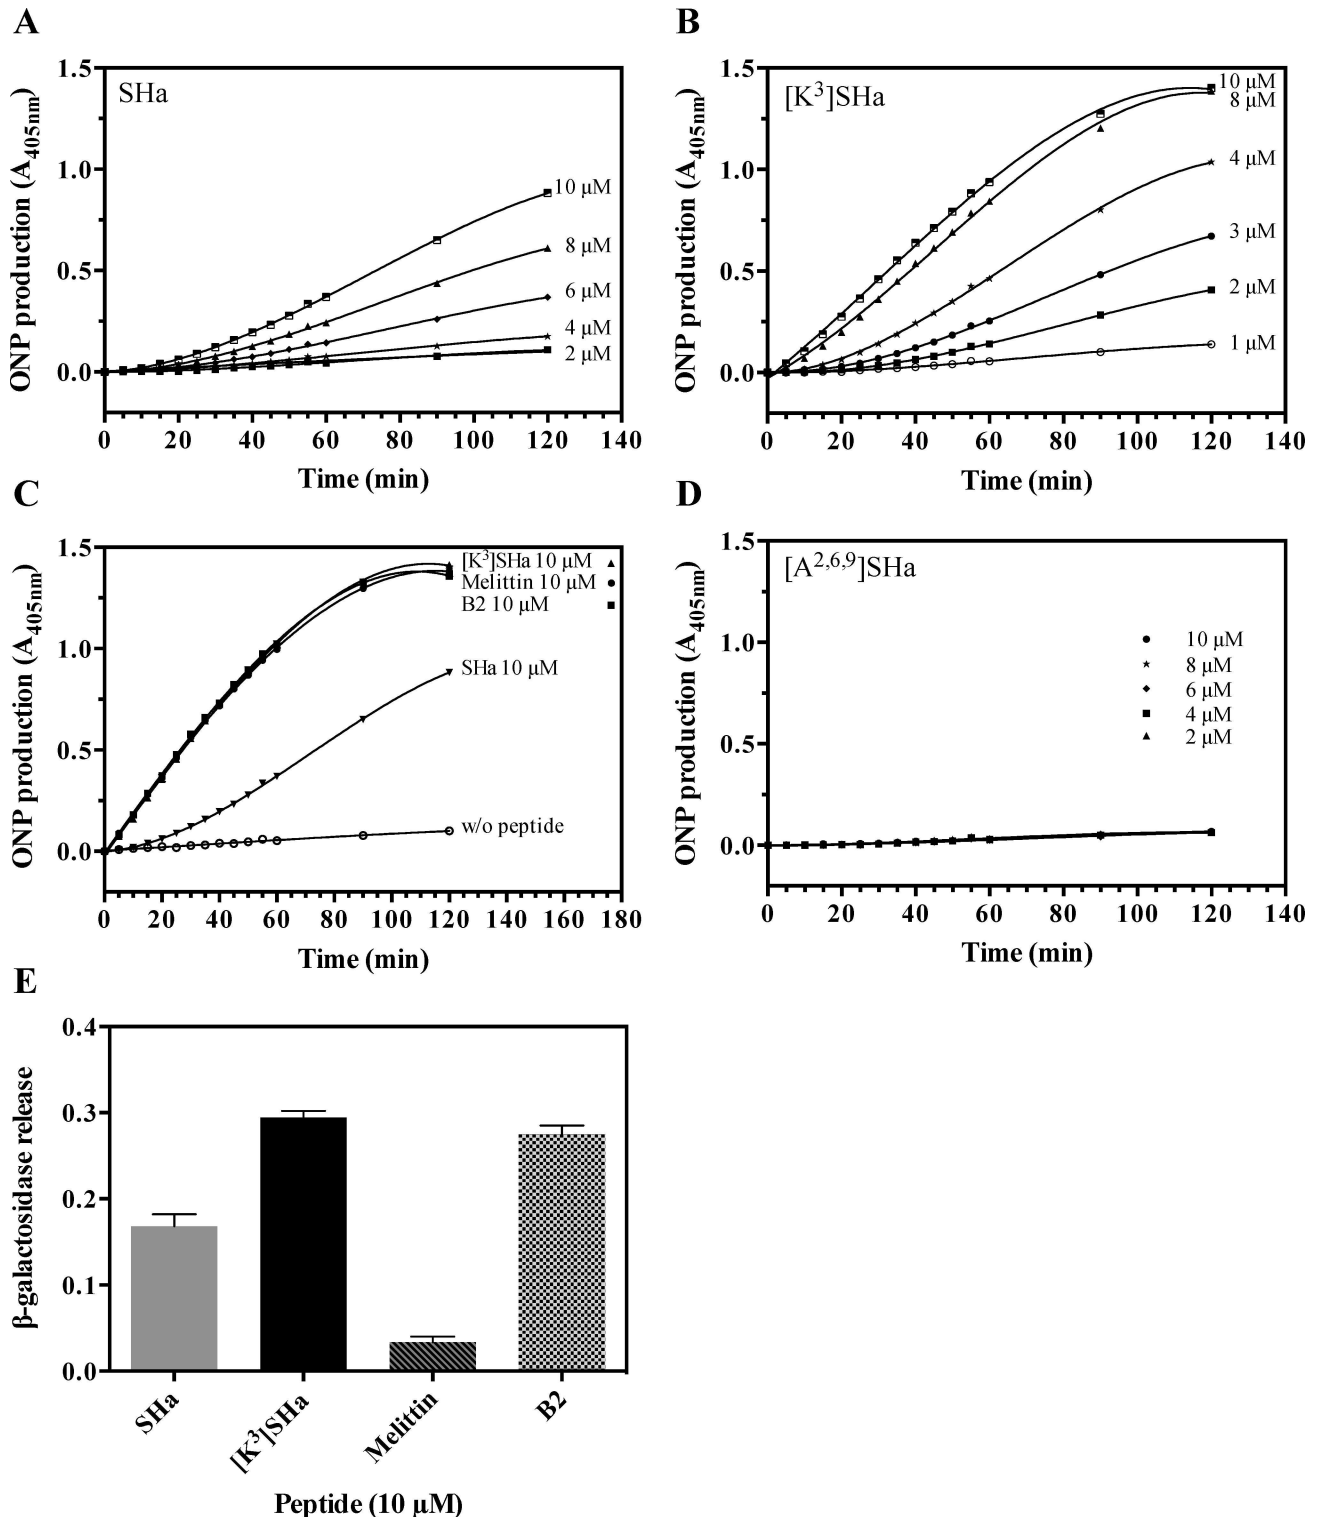 A
SHa
ONP production (A405nm)
1.5
1.0
0.5
0.0
10 µM
8 µM
6 µM
4 µM
2 µM
0 20 40 60 80 100 120 140
Time (min)
B
[K3]SHa
ONP production (A405nm)
1.5
1.0
0.5
0.0
10 µM
8 µM
4 µM
3 µM
2 µM
1 µM
0 20 40 60 80 100 120 140
Time (min)
C
ONP production (A405nm)
1.5
1.0
0.5
0.0
[K3]SHa 10 µM
Melittin 10 µM
B2 10 µM
SHa 10 µM
w/o peptide
0 20 40 60 80 100 120 140 160 180
Time (min)
D
[A2,6,9]SHa
ONP production (A405nm)
1.5
1.0
0.5
0.0
10 µM
8 µM
6 µM
4 µM
2 µM
0 20 40 60 80 100 120 140
Time (min)
E
β-galactosidase release
0.4
0.3
0.2
0.1
0.0
SHa
[K3]SHa
Melittin
B2
Peptide (10 µM)